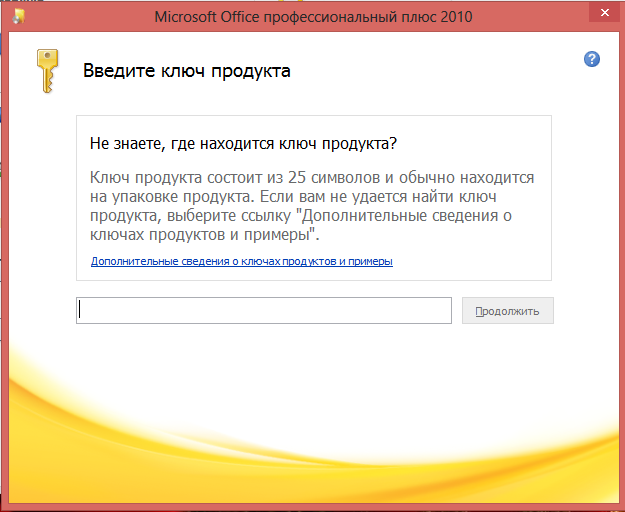 Microsoft Office профессиональный плюс 2010
Введите ключ продукта
Не знаете, где находится ключ продукта?
Ключ продукта состоит из 25 символов и обычно находится
на упаковке продукта. Если вам не удается найти ключ
продукта, выберите ссылку "Дополнительные сведения о
ключах продуктов и примеры".
Дополнительные сведения о ключах продуктов и примеры
Продолжить